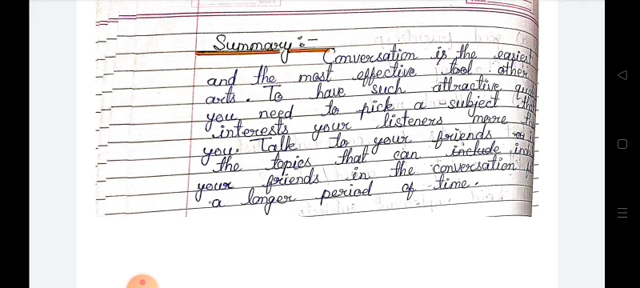 Summary :-
Conversation is the easiest
and the most effective tool other
arts. To have such attractive
you need to pick a subject
interests your listeners more
you. Talk to your friends
the topics that can include
your friends in the conversation
a longer period of time.